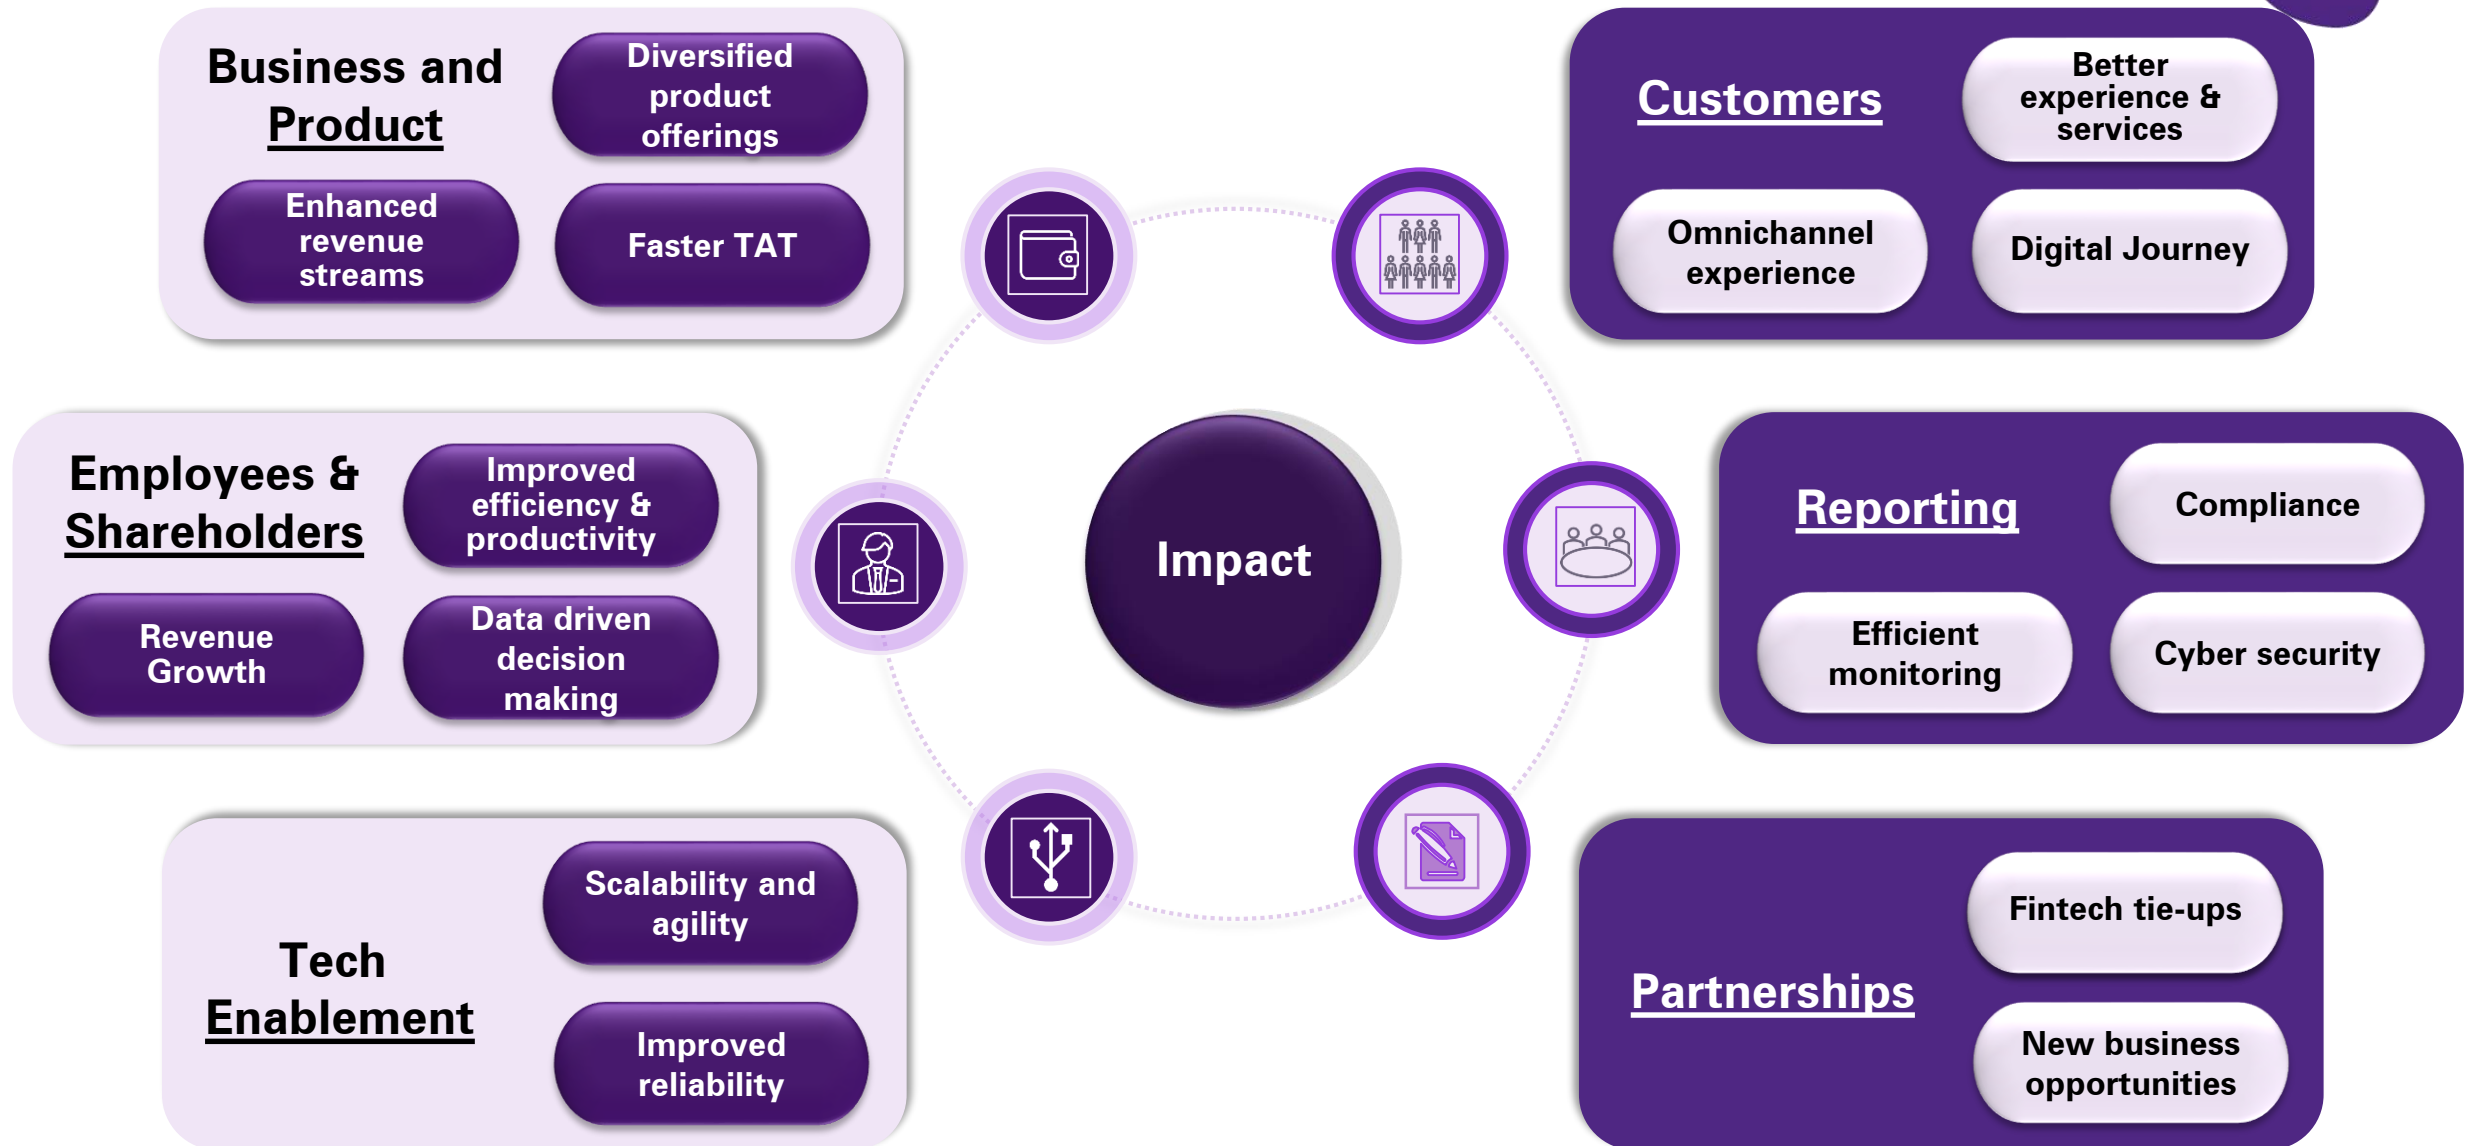 Business and
Product
Diversified
product
offerings
Enhanced
revenue
streams
Faster TAT
Customers
Better
experience &
services
Omnichannel
experience
Digital Journey
Employees &
Shareholders
Improved
efficiency &
productivity
Revenue
Growth
Data driven
decision
making
Impact
Reporting
Compliance
Efficient
monitoring
Cyber security
Tech
Enablement
Scalability and
agility
Improved
reliability
Partnerships
Fintech tie-ups
New business
opportunities